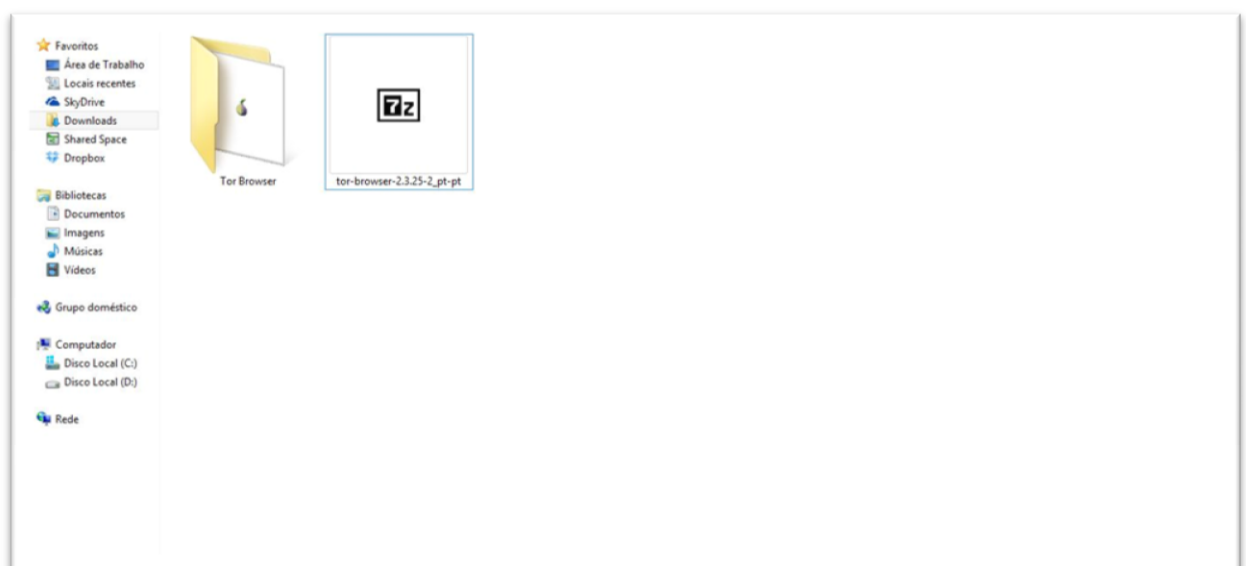 Favoritos
Área de Trabalho
Locais recentes
SkyDrive
Downloads
Shared Space
Dropbox
Bibliotecas
Documentos
Imagens
Músicas
Vídeos
Grupo doméstico
Computador
Disco Local (C:)
Disco Local (D:)
Rede
7z
Tor Browser
tor-browser-2.3.25-2_pt-pt